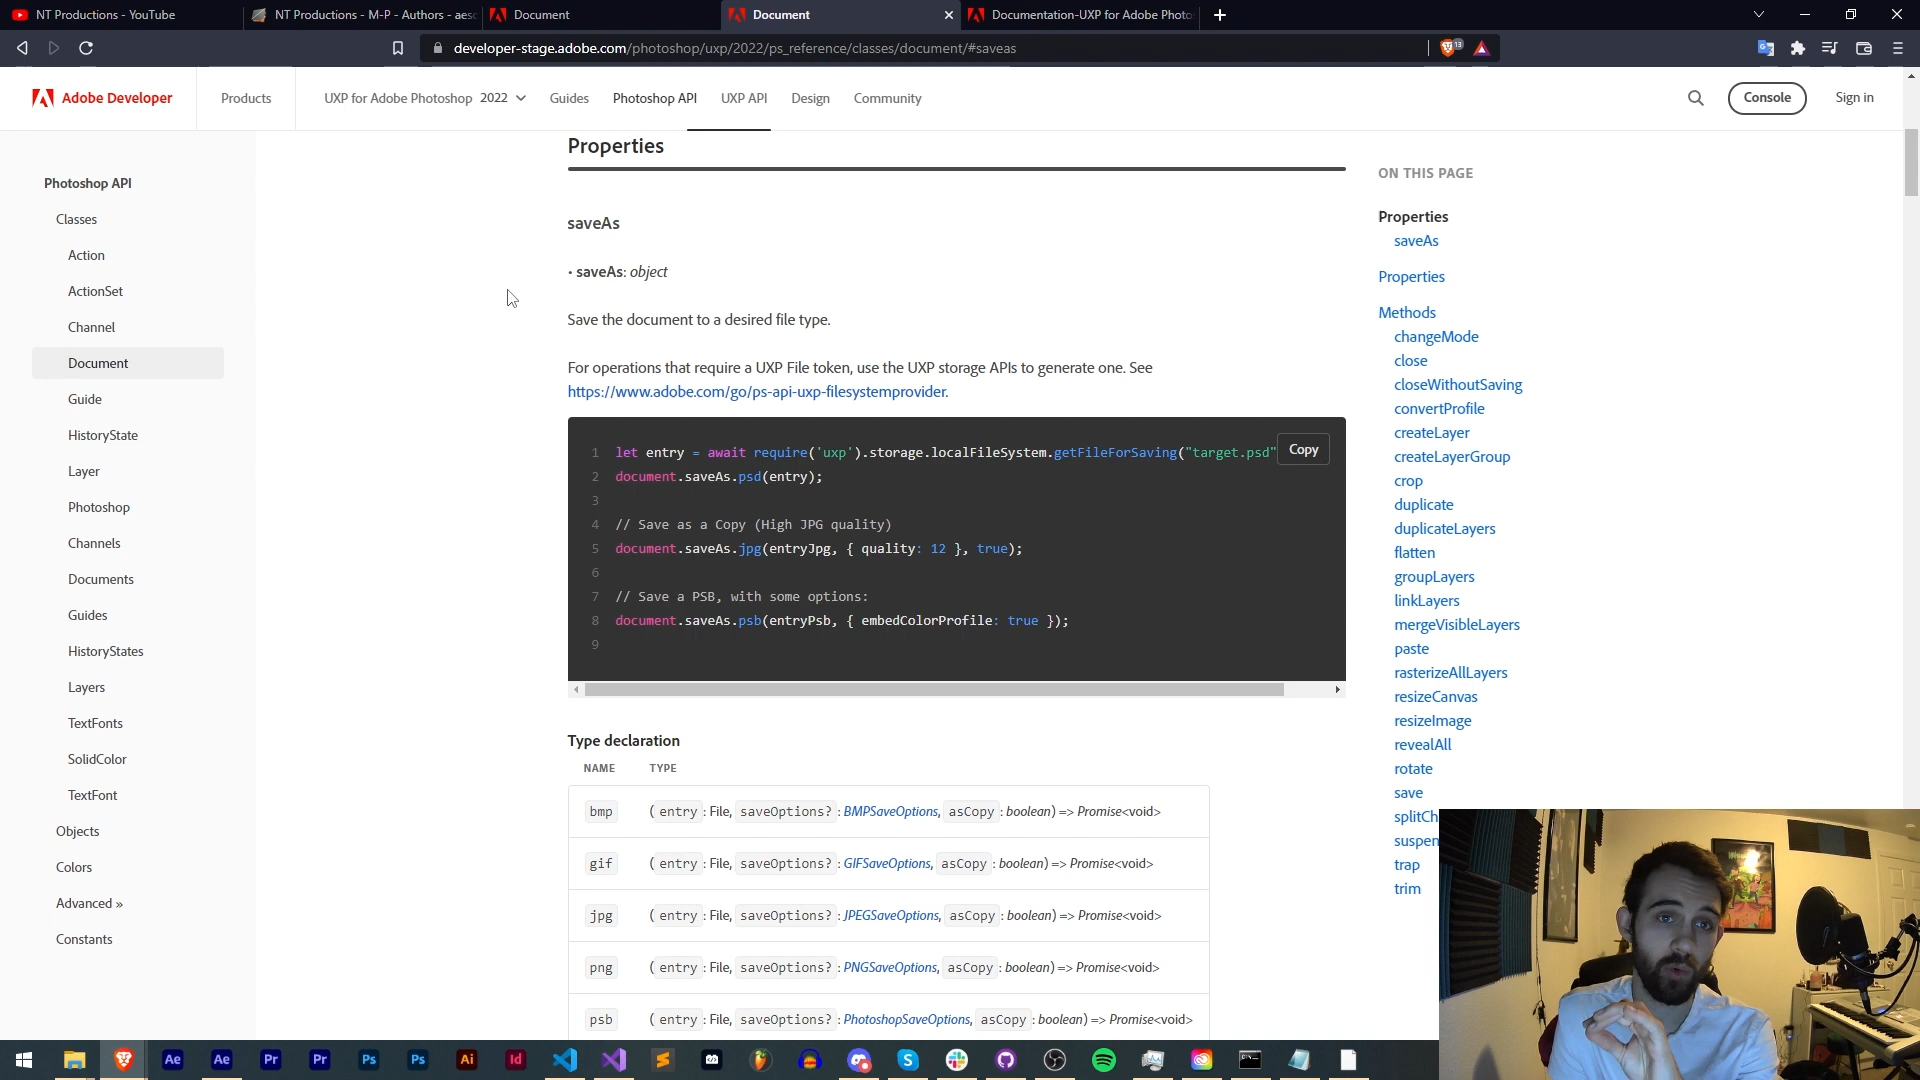 NT Productions - YouTube
NT Productions - M-P - Authors - aesc
Document
Document
Documentation-UXP for Adobe Photo
developer-stage.adobe.com/photoshop/uxp/2022/ps_reference/classes/document/#saveas
13
Adobe Developer
Products
UXP for Adobe Photoshop 2022
Guides
Photoshop API
UXP API
Design
Community
Console
Sign in
Photoshop API
Classes
Action
ActionSet
Channel
Document
Guide
HistoryState
Layer
Photoshop
Channels
Documents
Guides
HistoryStates
Layers
TextFonts
SolidColor
TextFont
Objects
Colors
Advanced »
Constants
Properties
saveAs
• saveAs: object
Save the document to a desired file type.
For operations that require a UXP File token, use the UXP storage APIs to generate one. See
https://www.adobe.com/go/ps-api-uxp-filesystemprovider.
Copy
1 let entry = await require('uxp').storage.localFileSystem.getFileForSaving("target.psd"
2 document.saveAs.psd(entry);
3
4 // Save as a Copy (High JPG quality)
5 document.saveAs.jpg(entryJpg, { quality: 12 }, true);
6
7 // Save a PSB, with some options:
8 document.saveAs.psb(entryPsb, { embedColorProfile: true });
9
Type declaration
NAME TYPE
bmp (entry: File, saveOptions?: BMPSaveOptions, asCopy: boolean) => Promise<void>
gif (entry: File, saveOptions?: GIFSaveOptions, asCopy: boolean) => Promise<void>
jpg (entry: File, saveOptions?: JPEGSaveOptions, asCopy: boolean) => Promise<void>
png (entry: File, saveOptions?: PNGSaveOptions, asCopy: boolean) => Promise<void>
psb (entry: File, saveOptions?: PhotoshopSaveOptions, asCopy: boolean) => Promise<void>
ON THIS PAGE
Properties
saveAs
Properties
Methods
changeMode
close
closeWithoutSaving
convertProfile
createLayer
createLayerGroup
crop
duplicate
duplicateLayers
flatten
groupLayers
linkLayers
mergeVisibleLayers
paste
rasterizeAllLayers
resizeCanvas
resizeImage
revealAll
rotate
save
splitCh
suspen
trap
trim
Ae
Ae
Pr
Pr
Ps
Ps
Ai
Id